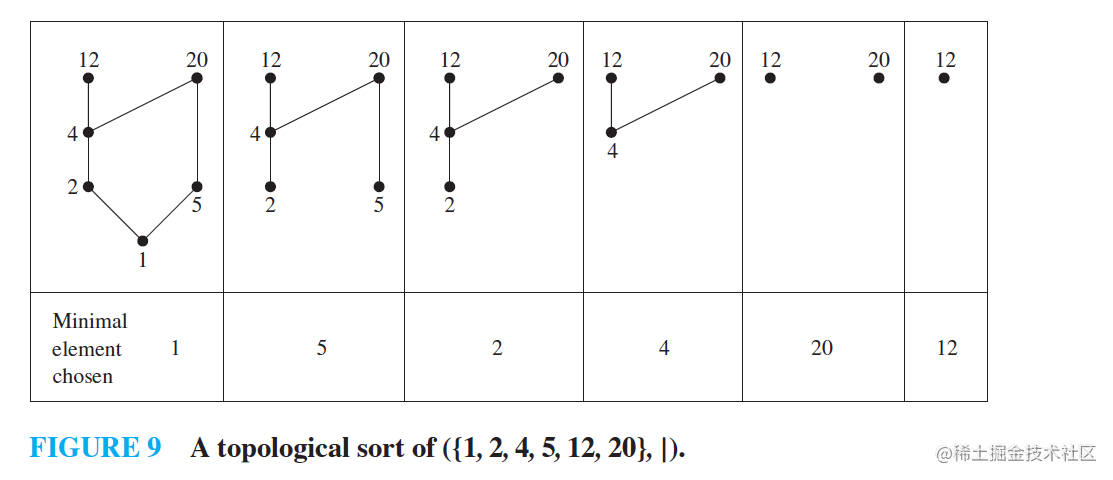 12 20 12 20 12 20 12 20 12 20 12
4 4 4
4
2
5 2 5 2
1
Minimal
element 1 5 2 4 20 12
chosen
FIGURE 9 A topological sort of ({1, 2, 4, 5, 12, 20}, |).
@稀土掘金技术社区